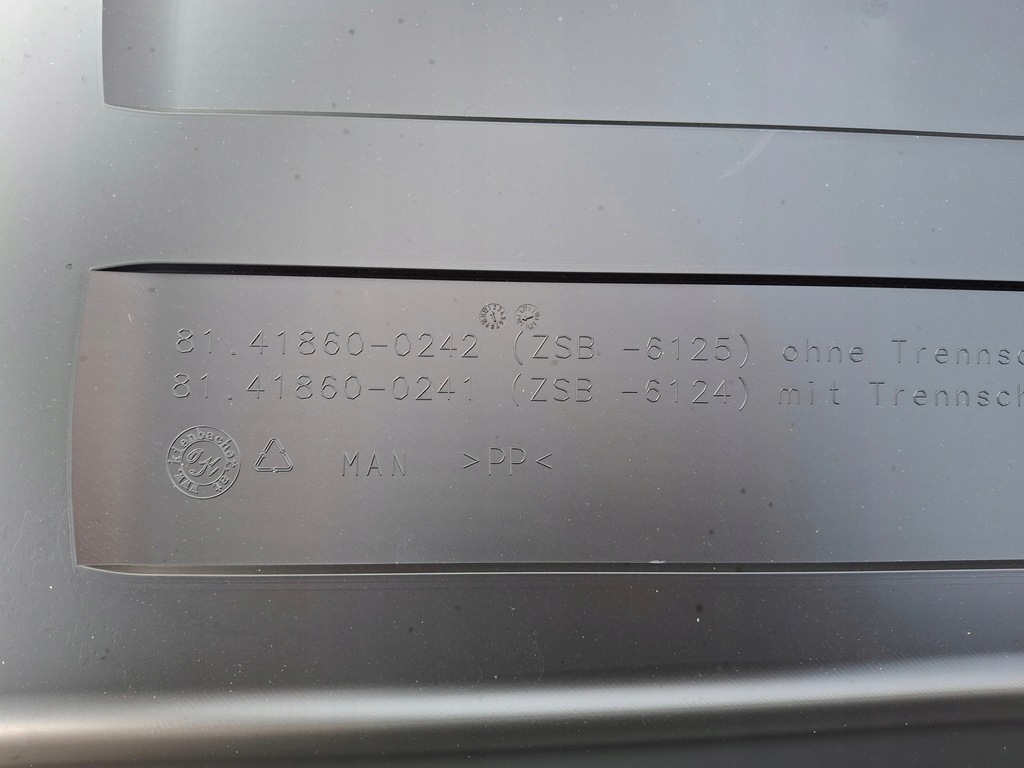 81.41860-0242 (ZSB -6125) ohne Trennsc
81.41860-0241 (ZSB -6124) mit Trennsch
MAN >PP<